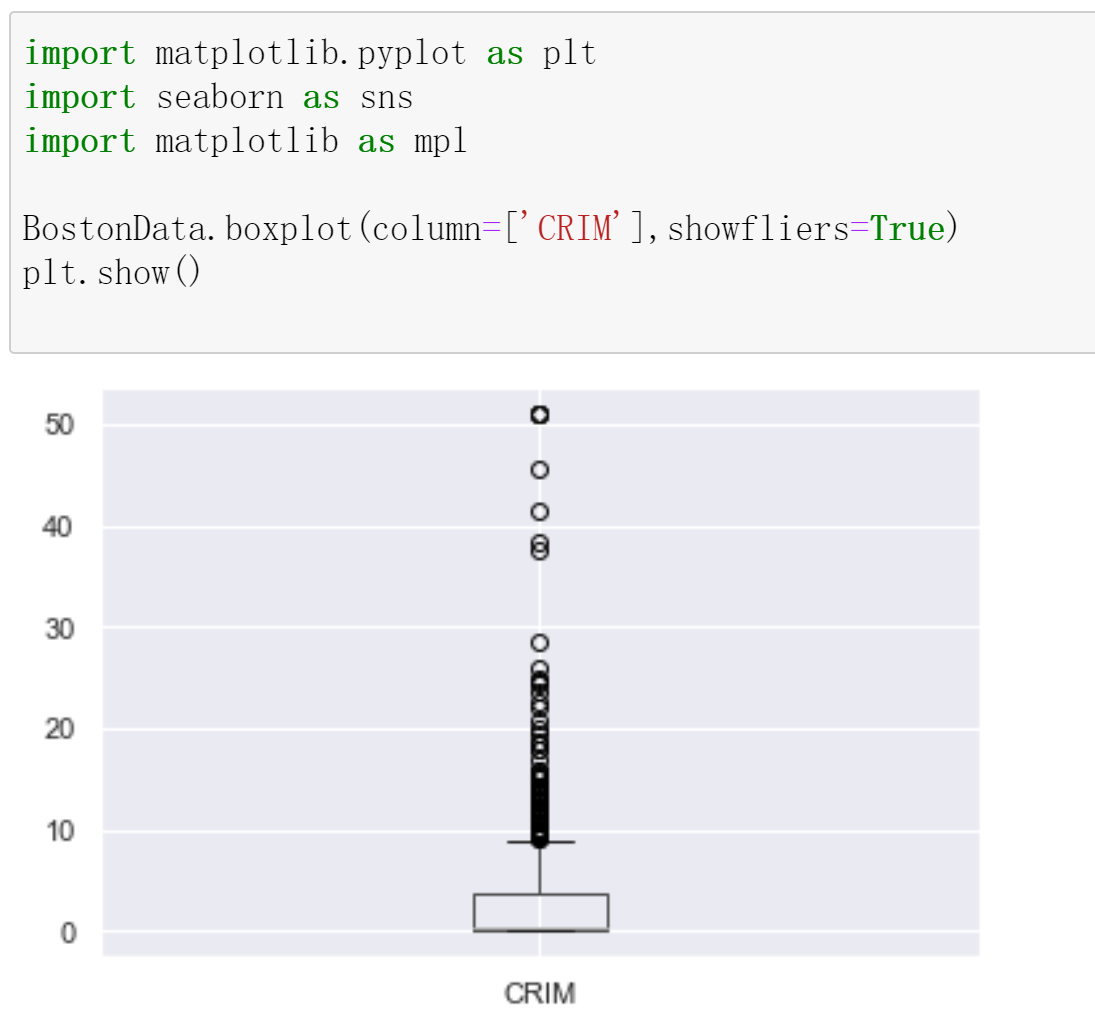 import matplotlib.pyplot as plt
import seaborn as sns
import matplotlib as mpl
BostonData.boxplot(column=['CRIM'],showfliers=True)
plt.show()
50
40
30
20
10
0
CRIM